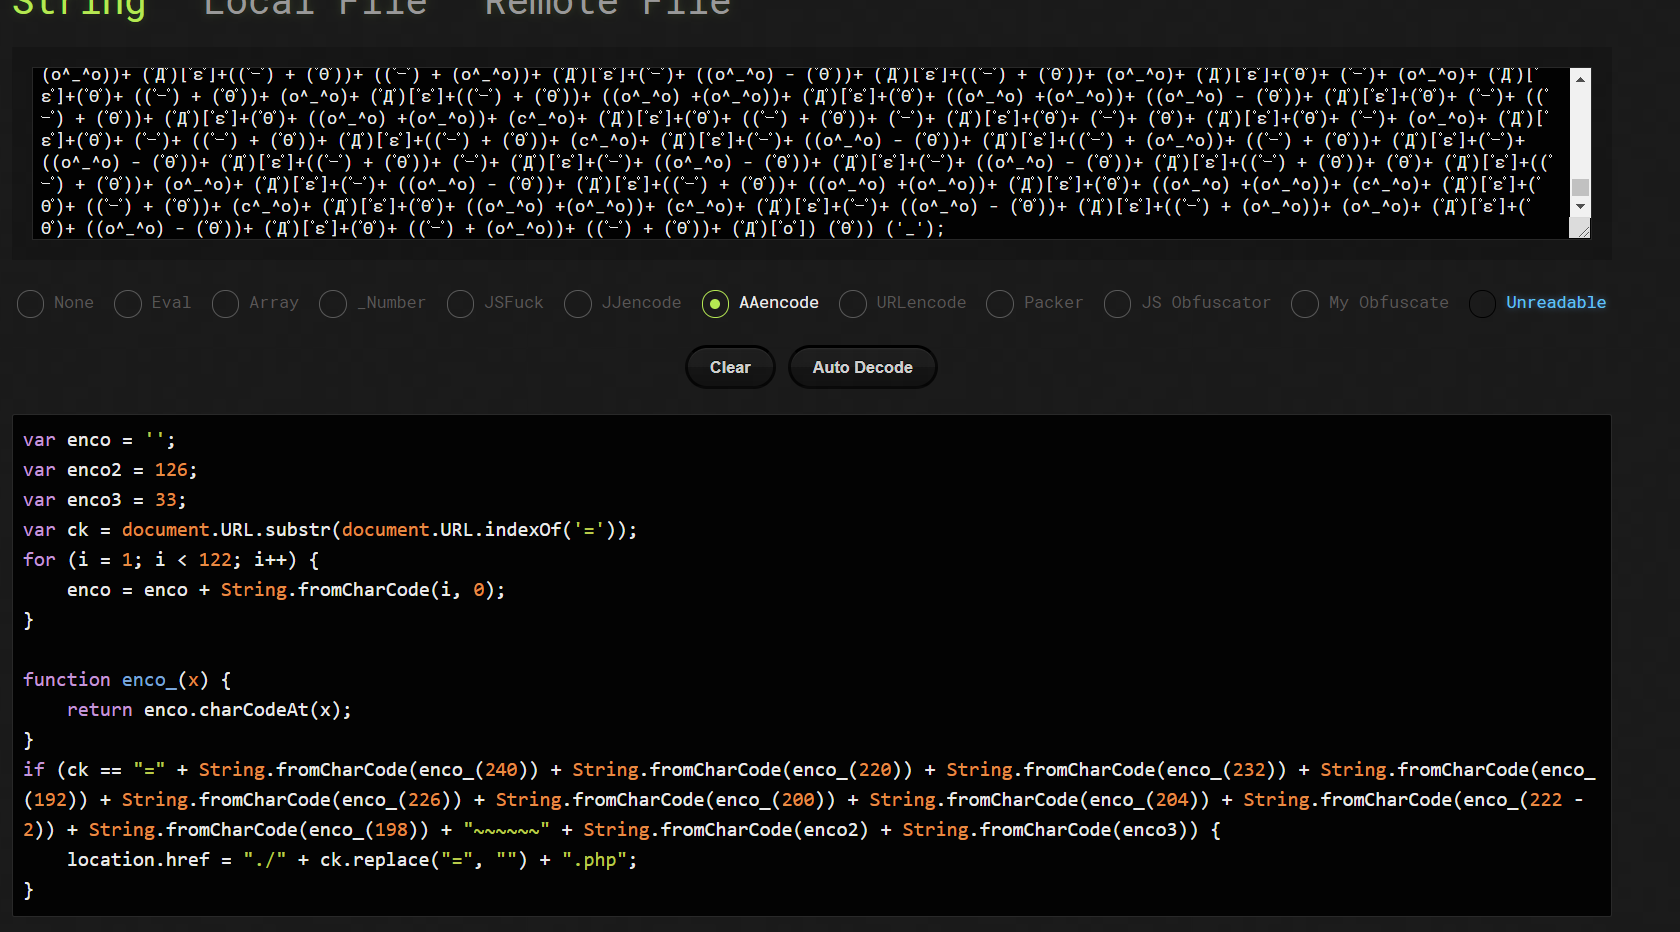 String Local File Remote File
(o^_^o))+ (ﾟДﾟ)[ﾟεﾟ]+((ﾟｰﾟ) + (ﾟΘﾟ))+ ((ﾟｰﾟ) + (o^_^o))+ (ﾟДﾟ)[ﾟεﾟ]+(ﾟｰﾟ)+ ((o^_^o) - (ﾟΘﾟ))+ (ﾟДﾟ)[ﾟεﾟ]+((ﾟｰﾟ) + (ﾟΘﾟ))+ (o^_^o)+ (ﾟДﾟ)[ﾟεﾟ]+(ﾟΘﾟ)+ (ﾟｰﾟ)+ (o^_^o)+ (ﾟДﾟ)[ﾟ
εﾟ]+(ﾟΘﾟ)+ ((ﾟｰﾟ) + (ﾟΘﾟ))+ (o^_^o)+ (ﾟДﾟ)[ﾟεﾟ]+((ﾟｰﾟ) + (ﾟΘﾟ))+ ((o^_^o) +(o^_^o))+ (ﾟДﾟ)[ﾟεﾟ]+(ﾟΘﾟ)+ ((o^_^o) +(o^_^o))+ ((o^_^o) - (ﾟΘﾟ))+ (ﾟДﾟ)[ﾟεﾟ]+(ﾟΘﾟ)+ (ﾟｰﾟ)+ ((ﾟ
ｰﾟ) + (ﾟΘﾟ))+ (ﾟДﾟ)[ﾟεﾟ]+(ﾟΘﾟ)+ ((o^_^o) +(o^_^o))+ (c^_^o)+ (ﾟДﾟ)[ﾟεﾟ]+(ﾟΘﾟ)+ ((ﾟｰﾟ) + (ﾟΘﾟ))+ (ﾟｰﾟ)+ (ﾟДﾟ)[ﾟεﾟ]+(ﾟΘﾟ)+ (ﾟｰﾟ)+ (ﾟΘﾟ)+ (ﾟДﾟ)[ﾟεﾟ]+(ﾟΘﾟ)+ (ﾟｰﾟ)+ (o^_^o)+ (ﾟДﾟ)[ﾟ
εﾟ]+(ﾟΘﾟ)+ (ﾟｰﾟ)+ ((ﾟｰﾟ) + (ﾟΘﾟ))+ (ﾟДﾟ)[ﾟεﾟ]+((ﾟｰﾟ) + (ﾟΘﾟ))+ (c^_^o)+ (ﾟДﾟ)[ﾟεﾟ]+(ﾟｰﾟ)+ ((o^_^o) - (ﾟΘﾟ))+ (ﾟДﾟ)[ﾟεﾟ]+((ﾟｰﾟ) + (o^_^o))+ ((ﾟｰﾟ) + (ﾟΘﾟ))+ (ﾟДﾟ)[ﾟεﾟ]+(ﾟｰﾟ)+
((o^_^o) - (ﾟΘﾟ))+ (ﾟДﾟ)[ﾟεﾟ]+((ﾟｰﾟ) + (ﾟΘﾟ))+ (ﾟｰﾟ)+ (ﾟДﾟ)[ﾟεﾟ]+(ﾟｰﾟ)+ ((o^_^o) - (ﾟΘﾟ))+ (ﾟДﾟ)[ﾟεﾟ]+(ﾟｰﾟ)+ ((o^_^o) - (ﾟΘﾟ))+ (ﾟДﾟ)[ﾟεﾟ]+((ﾟｰﾟ) + (ﾟΘﾟ))+ (ﾟΘﾟ)+ (ﾟДﾟ)[ﾟεﾟ]+((ﾟ
ｰﾟ) + (ﾟΘﾟ))+ (o^_^o)+ (ﾟДﾟ)[ﾟεﾟ]+(ﾟｰﾟ)+ ((o^_^o) - (ﾟΘﾟ))+ (ﾟДﾟ)[ﾟεﾟ]+((ﾟｰﾟ) + (ﾟΘﾟ))+ ((o^_^o) +(o^_^o))+ (ﾟДﾟ)[ﾟεﾟ]+(ﾟΘﾟ)+ ((o^_^o) +(o^_^o))+ (c^_^o)+ (ﾟДﾟ)[ﾟεﾟ]+(ﾟ
Θﾟ)+ ((ﾟｰﾟ) + (ﾟΘﾟ))+ (c^_^o)+ (ﾟДﾟ)[ﾟεﾟ]+(ﾟΘﾟ)+ ((o^_^o) +(o^_^o))+ (c^_^o)+ (ﾟДﾟ)[ﾟεﾟ]+(ﾟｰﾟ)+ ((o^_^o) - (ﾟΘﾟ))+ (ﾟДﾟ)[ﾟεﾟ]+((ﾟｰﾟ) + (o^_^o))+ (o^_^o)+ (ﾟДﾟ)[ﾟεﾟ]+(ﾟ
Θﾟ)+ ((o^_^o) - (ﾟΘﾟ))+ (ﾟДﾟ)[ﾟεﾟ]+(ﾟΘﾟ)+ ((ﾟｰﾟ) + (o^_^o))+ ((ﾟｰﾟ) + (ﾟΘﾟ))+ (ﾟДﾟ)[ﾟoﾟ]) (ﾟΘﾟ)) ('_');
None Eval Array _Number JSFuck JJencode AAencode URLencode Packer JS Obfuscator My Obfuscate Unreadable
Clear Auto Decode
var enco = '';
var enco2 = 126;
var enco3 = 33;
var ck = document.URL.substr(document.URL.indexOf('='));
for (i = 1; i < 122; i++) {
    enco = enco + String.fromCharCode(i, 0);
}
function enco_(x) {
    return enco.charCodeAt(x);
}
if (ck == "=" + String.fromCharCode(enco_(240)) + String.fromCharCode(enco_(220)) + String.fromCharCode(enco_(232)) + String.fromCharCode(enco_
(192)) + String.fromCharCode(enco_(226)) + String.fromCharCode(enco_(200)) + String.fromCharCode(enco_(204)) + String.fromCharCode(enco_(222 -
2)) + String.fromCharCode(enco_(198)) + "~~~~~~" + String.fromCharCode(enco2) + String.fromCharCode(enco3)) {
    location.href = "./" + ck.replace("=", "") + ".php";
}